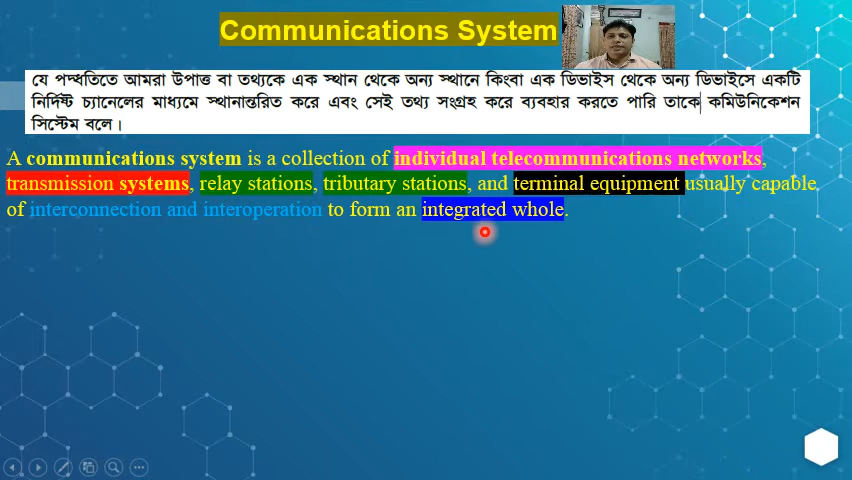 Communications System
যে পদ্ধতিতে আমরা উপাত্ত বা তথ্যকে এক স্থান থেকে অন্য স্থানে কিংবা এক ডিভাইস থেকে অন্য ডিভাইসে একটি
নির্দিষ্ট চ্যানেলের মাধ্যমে স্থানান্তরিত করে এবং সেই তথ্য সংগ্রহ করে ব্যবহার করতে পারি তাকে কমিউনিকেশন
সিস্টেম বলে।
A communications system is a collection of individual telecommunications networks,
transmission systems, relay stations, tributary stations, and terminal equipment usually capable
of interconnection and interoperation to form an integrated whole.